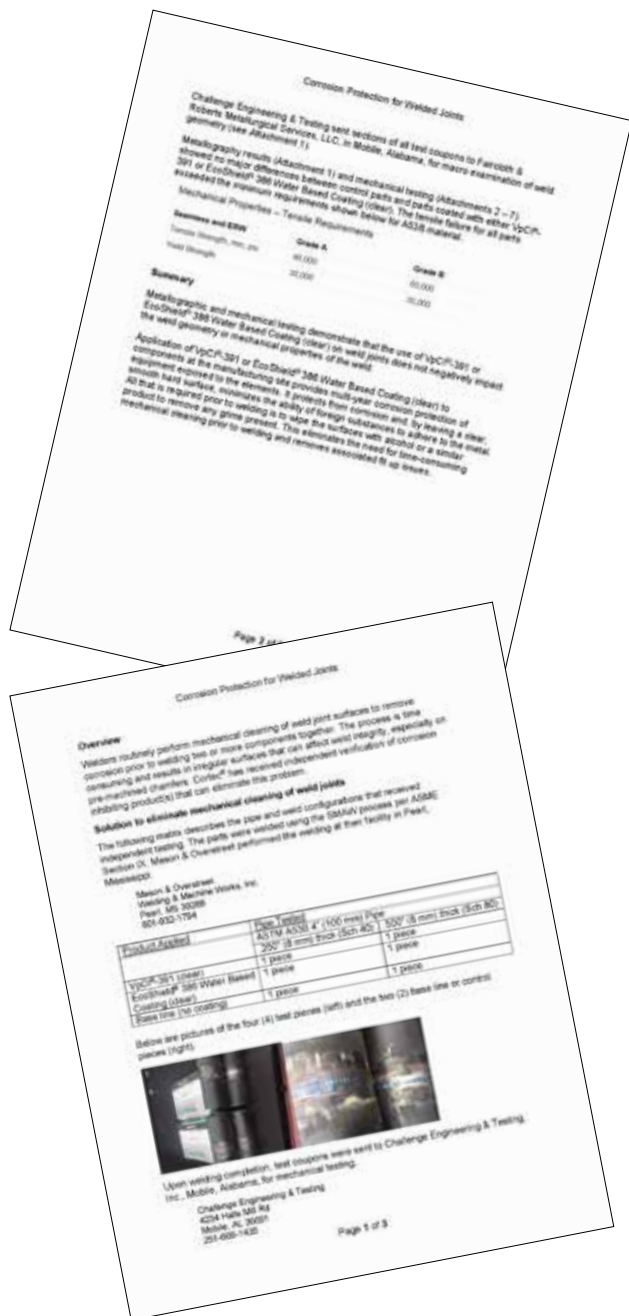 Corrosion Protection for Welded Joints
Challenge Engineering & Testing sent sections of all test coupons to Faircloth &
Roberts Metallurgical Services, LLC, in Mobile, Alabama, for macro examination of weld
geometry (see Attachment 1).
Metallography results (Attachment 1) and mechanical testing (Attachments 2 – 7)
showed no major differences between control parts and parts coated with either VpCI®-
391 or EcoShield® 386 Water Based Coating (clear). The tensile failure for all parts
exceeded the minimum requirements shown below for material.
Mechanical Properties – Tensile Requirements
Seamless and ERW Grade A Grade B
Tensile Strength, min, psi 60,000
Yield Strength
Summary
Metallographic and mechanical testing demonstrate that the use of VpCI®-391 or
EcoShield® 386 Water Based Coating (clear) on weld joints does not negatively impact
the weld geometry or mechanical properties of the weld.
Application of VpCI®-391 or EcoShield® 386 Water Based Coating (clear) to
components at the manufacturing site provides multi-year corrosion protection of
equipment exposed to the elements. It protects from corrosion and, by leaving a clear,
smooth hard surface, minimizes the ability of foreign substances to adhere to the metal.
All that is required prior to welding is to wipe the surfaces with alcohol or a similar
product to remove any grime present. This eliminates the need for time-consuming
mechanical cleaning prior to welding and removes associated fit up issues.
Page 2 of
Corrosion Protection for Welded Joints
Overview
Welders routinely perform mechanical cleaning of weld joint surfaces to remove
corrosion prior to welding two or more components together. The process is time
consuming and results in irregular surfaces that can affect weld integrity, especially on
pre-machined chamfers. Cortec® has received independent verification of corrosion
inhibiting product(s) that can eliminate this problem.
Solution to eliminate mechanical cleaning of weld joints
The following matrix describes the pipe and weld configurations that received
independent testing. The parts were welded using the SMAW process per ASME
Section IX. Mason & Overstreet performed the welding at their facility in Pearl,
Mississippi.
Mason & Overstreet
Welding & Machine Works, Inc.
Pearl, MS
601-932-1794
Product Applied Pipe Tested
ASTM A53B 4" (100 mm) Pipe
.250" (6 mm) thick (Sch 40) .500" (8 mm) thick (Sch 80)
VpCI®-391 (clear) 1 piece 1 piece
EcoShield® 386 Water Based 1 piece 1 piece
Coating (clear)
Base line (no coating) 1 piece 1 piece
Below are pictures of the four (4) test pieces (left) and the two (2) base line or control
pieces (right).
Upon welding completion, test coupons were sent to Challenge Engineering & Testing,
Inc., Mobile, Alabama, for mechanical testing.
Challenge Engineering & Testing
4234 Halls Mill Rd
Mobile, AL
Page 1 of 3